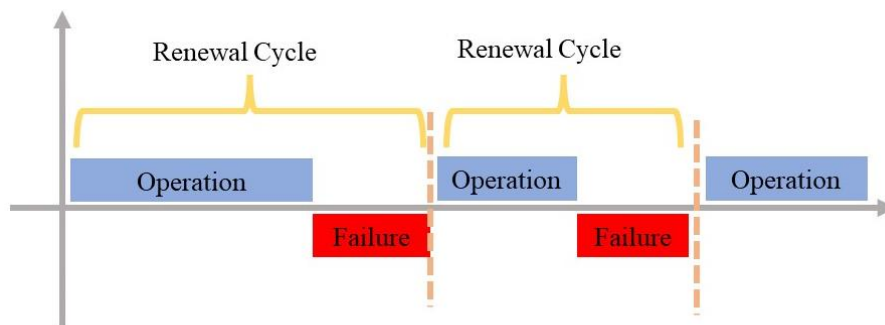 Renewal Cycle
Renewal Cycle
Operation
Operation
Operation
Failure
Failure